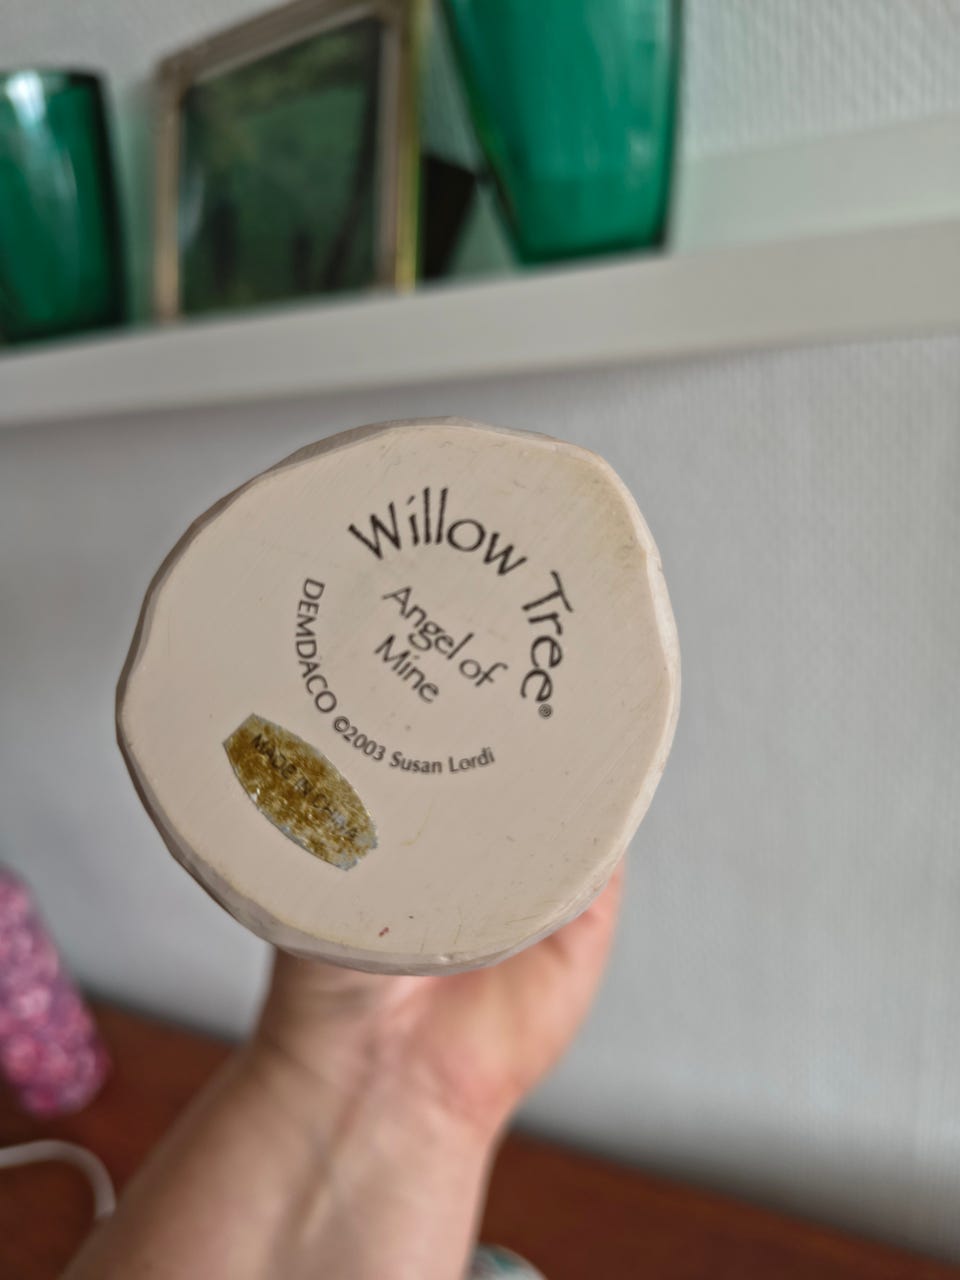 Willow Tree®
Angel of
Mine
DEMDACO ©2003 Susan Lordi
MADE IN CHINA